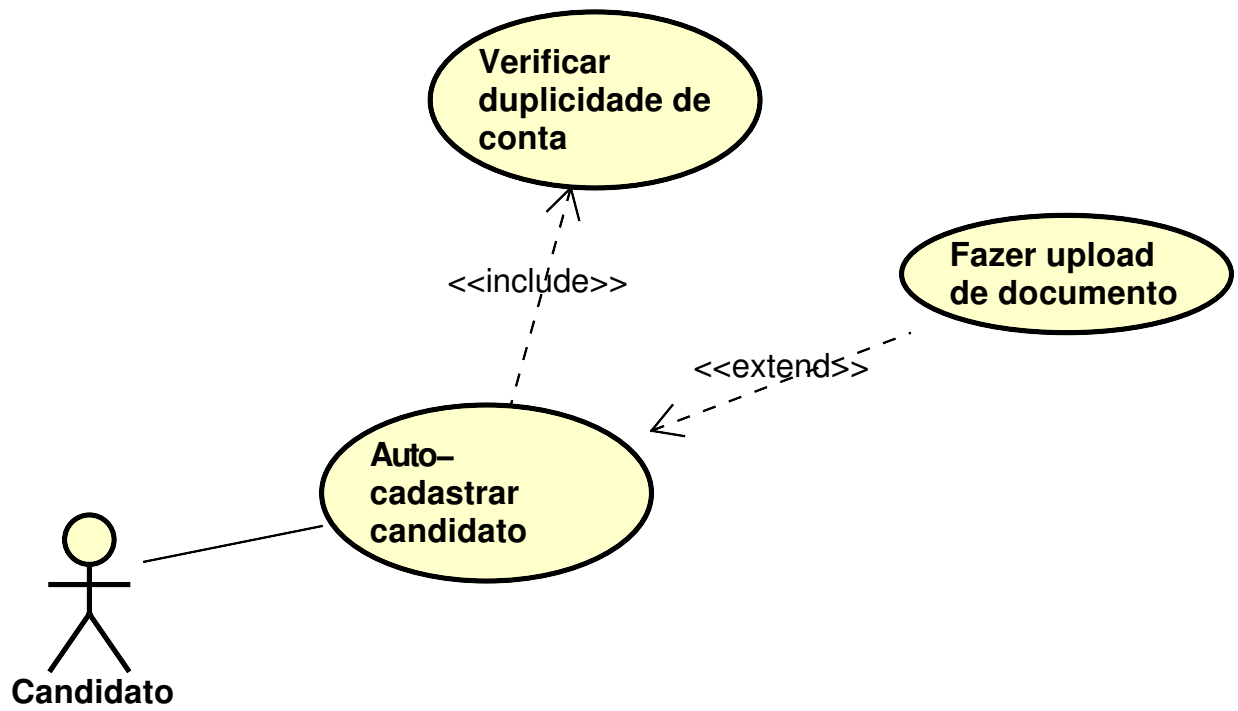 Verificar
duplicidade de
conta
<<include>>
Fazer upload
de documento
<<extend>>
Auto–
cadastrar
candidato
Candidato